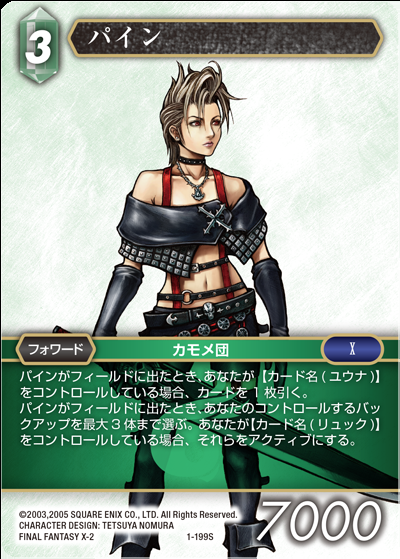 3
パイン
フォワード
カモメ団
X
パインがフィールドに出たとき、あなたが【カード名 ( ユウナ )】
をコントロールしている場合、カードを 1 枚引く。
パインがフィールドに出たとき、あなたのコントロールするバッ
クアップを最大 3 体まで選ぶ。あなたが【カード名 ( リュック )】
をコントロールしている場合、それらをアクティブにする。
©2003,2005 SQUARE ENIX CO., LTD. All Rights Reserved.
CHARACTER DESIGN: TETSUYA NOMURA
FINAL FANTASY X-2
1-199S
7000